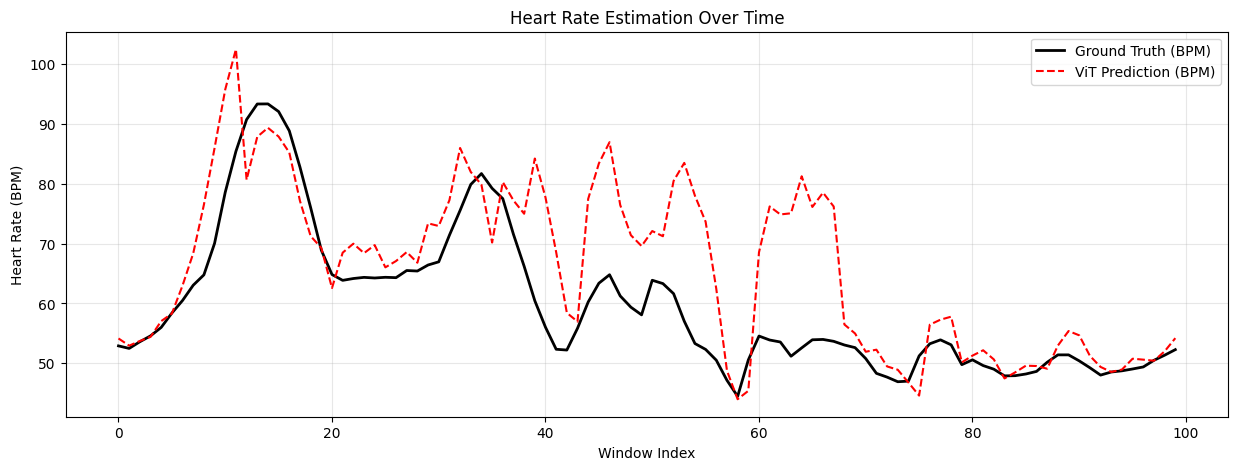 Heart Rate Estimation Over Time
Ground Truth (BPM)
ViT Prediction (BPM)
Heart Rate (BPM)
100
90
80
70
60
50
0
20
40
60
80
100
Window Index